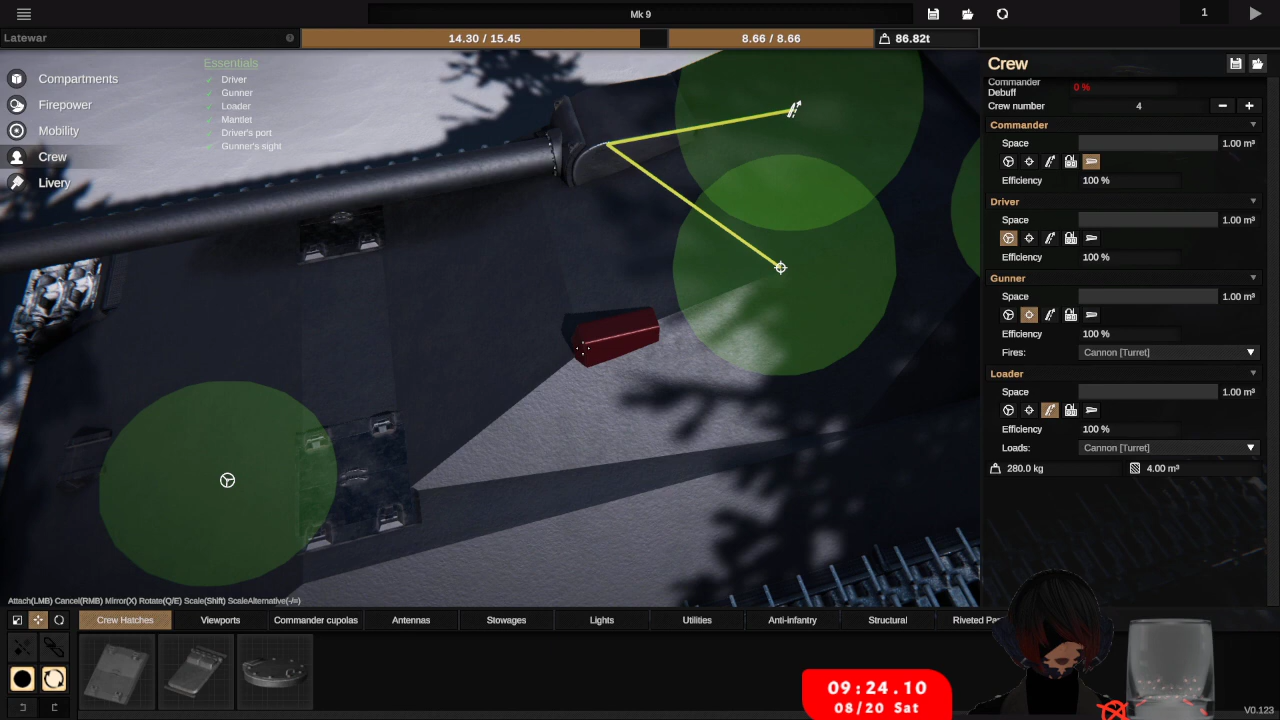 Mk 9
1
Latewar
14.30 / 15.45
8.66 / 8.66
86.82t
Essentials
Driver
Gunner
Loader
Mantlet
Driver's port
Gunner's sight
Crew
Commander Debuff
0 %
Crew number
4
Commander
Space
1.00 m³
Efficiency
100 %
Driver
Space
1.00 m³
Efficiency
100 %
Gunner
Space
1.00 m³
Efficiency
100 %
Fires:
Cannon [Turret]
Loader
Space
1.00 m³
Efficiency
100 %
Loads:
Cannon [Turret]
280.0 kg
4.00 m³
Compartments
Firepower
Mobility
Crew
Livery
Attach(LMB) Cancel(RMB) Mirror(X) Rotate(Q/E) Scale(Shift) ScaleAlternative(-/=)
Crew Hatches
Viewports
Commander cupolas
Antennas
Stowages
Lights
Utilities
Anti-infantry
Structural
Riveted
09:24.10
08/20 Sat
V0.123